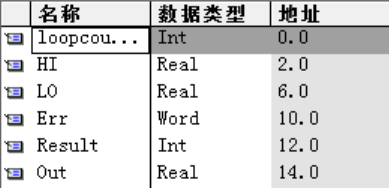 名称 数据类型 地址
loopcou... Int 0.0
HI Real 2.0
LO Real 6.0
Err Word 10.0
Result Int 12.0
Out Real 14.0